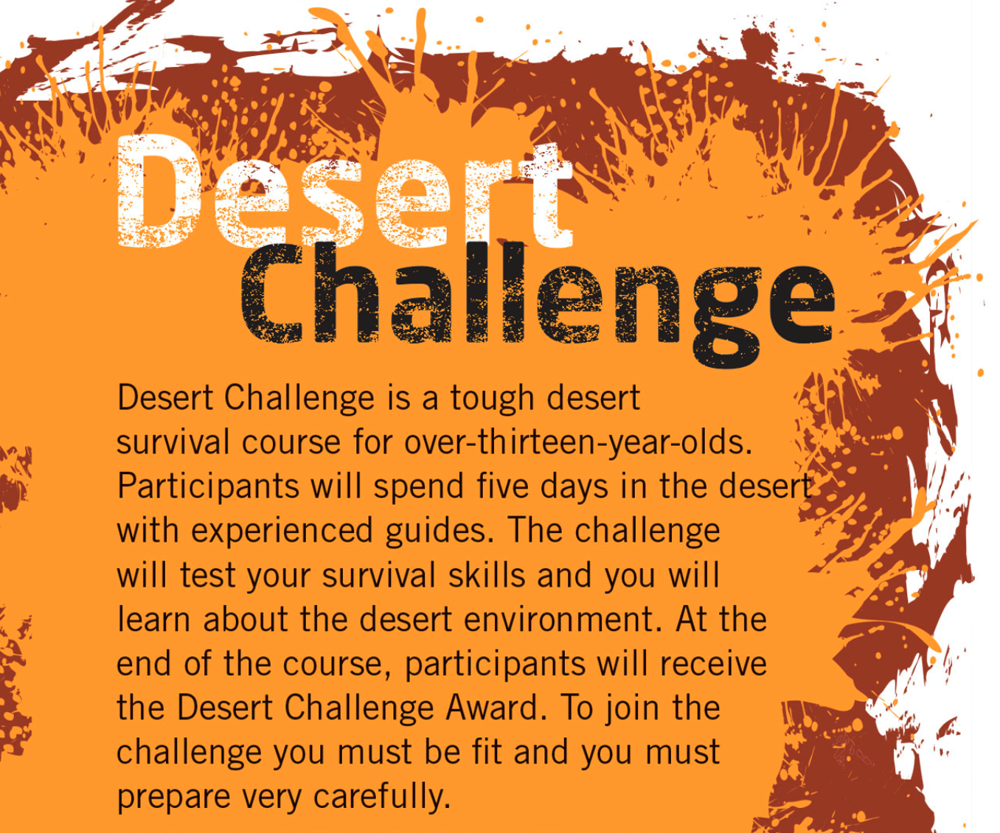 Desert
Challenge
Desert Challenge is a tough desert
survival course for over-thirteen-year-olds.
Participants will spend five days in the desert
with experienced guides. The challenge
will test your survival skills and you will
learn about the desert environment. At the
end of the course, participants will receive
the Desert Challenge Award. To join the
challenge you must be fit and you must
prepare very carefully.